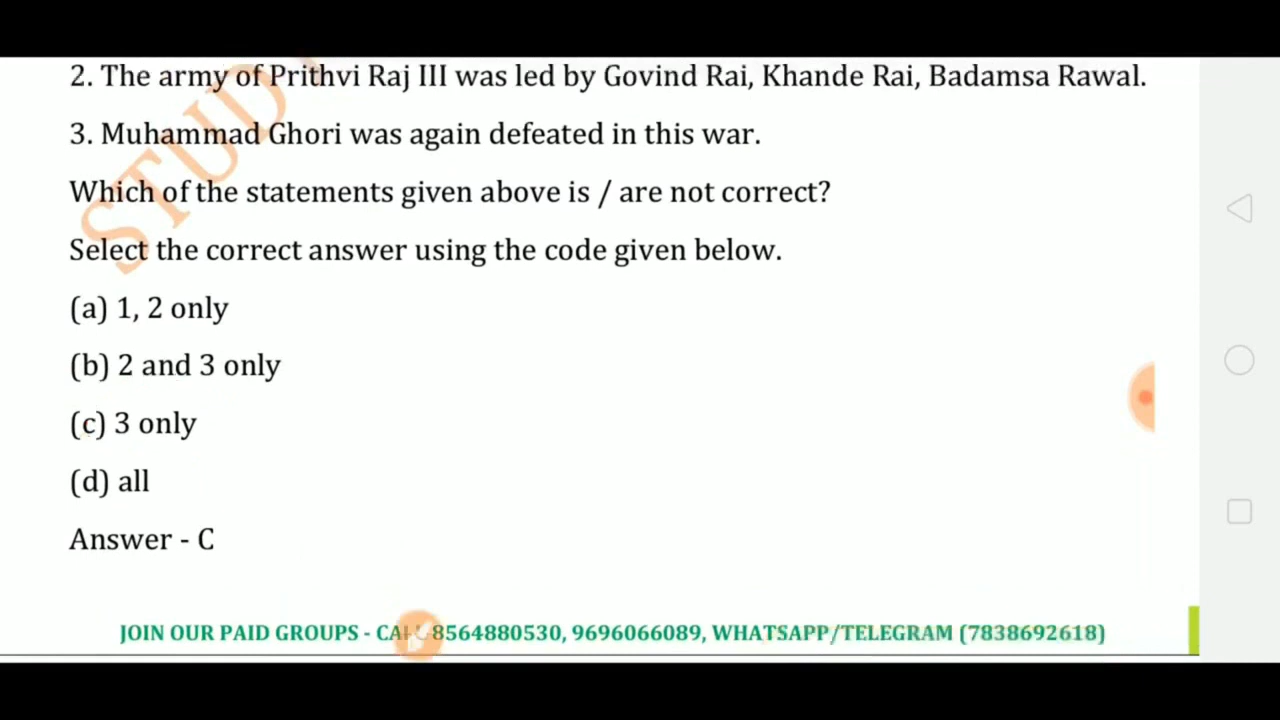 2. The army of Prithvi Raj III was led by Govind Rai, Khande Rai, Badamsa Rawal.
3. Muhammad Ghori was again defeated in this war.
Which of the statements given above is / are not correct?
Select the correct answer using the code given below.
(a) 1, 2 only
(b) 2 and 3 only
(c) 3 only
(d) all
Answer - C
JOIN OUR PAID GROUPS - CALL 8564880530, 9696066089, WHATSAPP/TELEGRAM (7838692618)
STUD